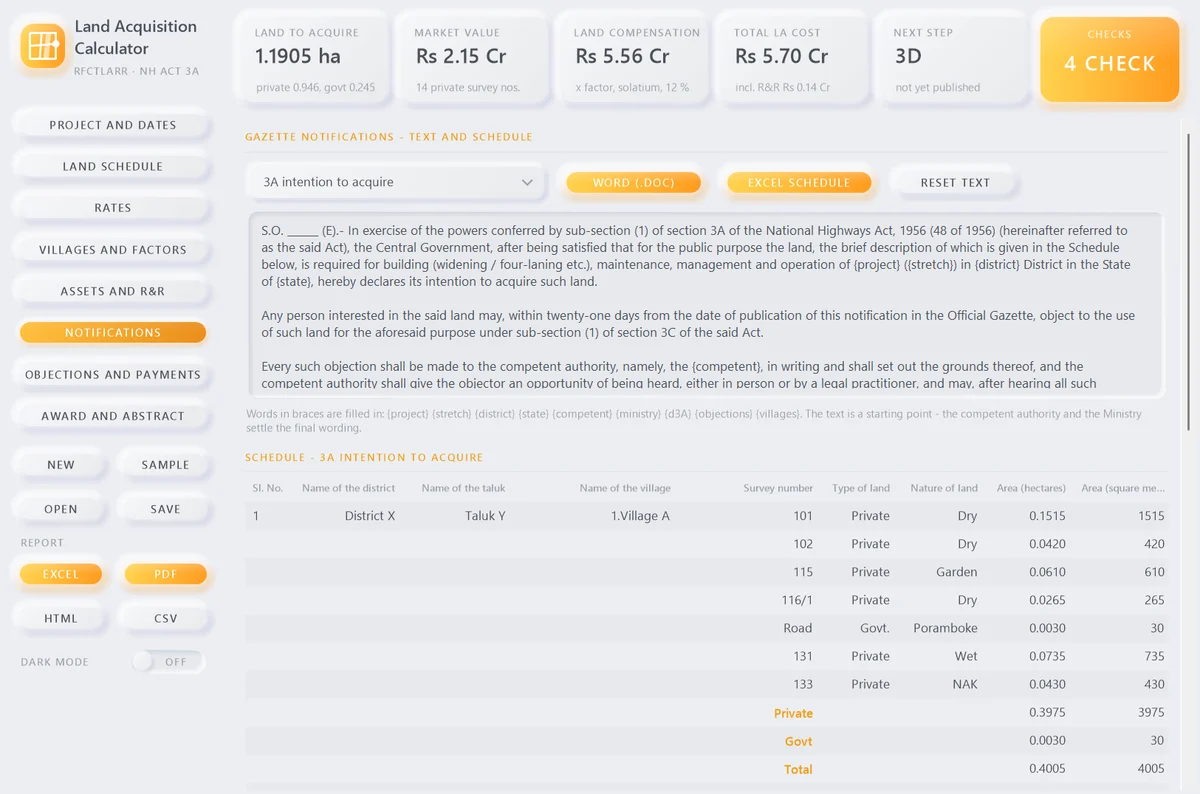 Land Acquisition
Calculator
RFCTLARR · NH ACT 3A
PROJECT AND DATES
LAND SCHEDULE
RATES
VILLAGES AND FACTORS
ASSETS AND R&R
NOTIFICATIONS
OBJECTIONS AND PAYMENTS
AWARD AND ABSTRACT
NEW SAMPLE
OPEN SAVE
REPORT
EXCEL PDF
HTML CSV
DARK MODE OFF
LAND TO ACQUIRE
1.1905 ha
private 0.946, govt 0.245
MARKET VALUE
Rs 2.15 Cr
14 private survey nos.
LAND COMPENSATION
Rs 5.56 Cr
x factor, solatium, 12 %
TOTAL LA COST
Rs 5.70 Cr
incl. R&R Rs 0.14 Cr
NEXT STEP
3D
not yet published
CHECKS
4 CHECK
GAZETTE NOTIFICATIONS - TEXT AND SCHEDULE
3A intention to acquire WORD (.DOC) EXCEL SCHEDULE RESET TEXT
S.O. _____ (E).- In exercise of the powers conferred by sub-section (1) of section 3A of the National Highways Act, 1956 (48 of 1956) (hereinafter referred to
as the said Act), the Central Government, after being satisfied that for the public purpose the land, the brief description of which is given in the Schedule
below, is required for building (widening / four-laning etc.), maintenance, management and operation of {project} ({stretch}) in {district} District in the State
of {state}, hereby declares its intention to acquire such land.
Any person interested in the said land may, within twenty-one days from the date of publication of this notification in the Official Gazette, object to the use
of such land for the aforesaid purpose under sub-section (1) of section 3C of the said Act.
Every such objection shall be made to the competent authority, namely, the {competent}, in writing and shall set out the grounds thereof, and the
competent authority shall give the objector an opportunity of being heard, either in person or by a legal practitioner, and may, after hearing all such
Words in braces are filled in: {project} {stretch} {district} {state} {competent} {ministry} {d3A} {objections} {villages}. The text is a starting point - the competent authority and the Ministry
settle the final wording.
SCHEDULE - 3A INTENTION TO ACQUIRE
Sl. No. Name of the district Name of the taluk Name of the village Survey number Type of land Nature of land Area (hectares) Area (square me...
1 District X Taluk Y 1.Village A 101 Private Dry 0.1515 1515
102 Private Dry 0.0420 420
115 Private Garden 0.0610 610
116/1 Private Dry 0.0265 265
Road Govt. Poramboke 0.0030 30
131 Private Wet 0.0735 735
133 Private NAK 0.0430 430
Private 0.3975 3975
Govt 0.0030 30
Total 0.4005 4005